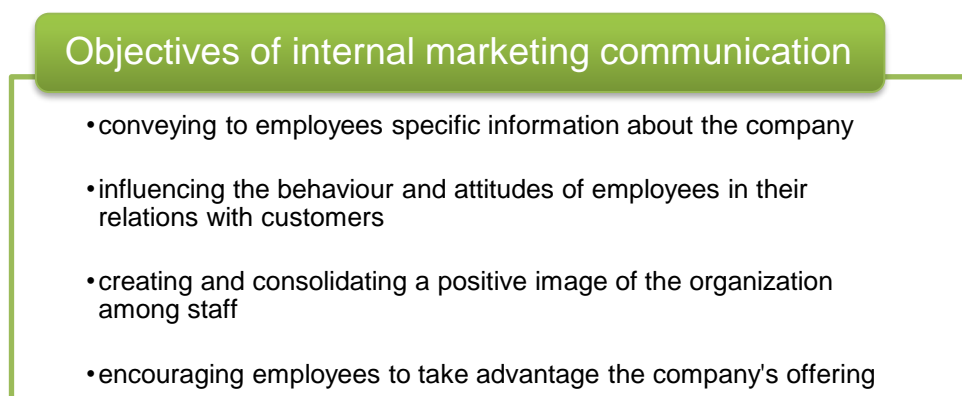 Objectives of internal marketing communication
•conveying to employees specific information about the company
•influencing the behaviour and attitudes of employees in their
relations with customers
•creating and consolidating a positive image of the organization
among staff
•encouraging employees to take advantage the company's offering